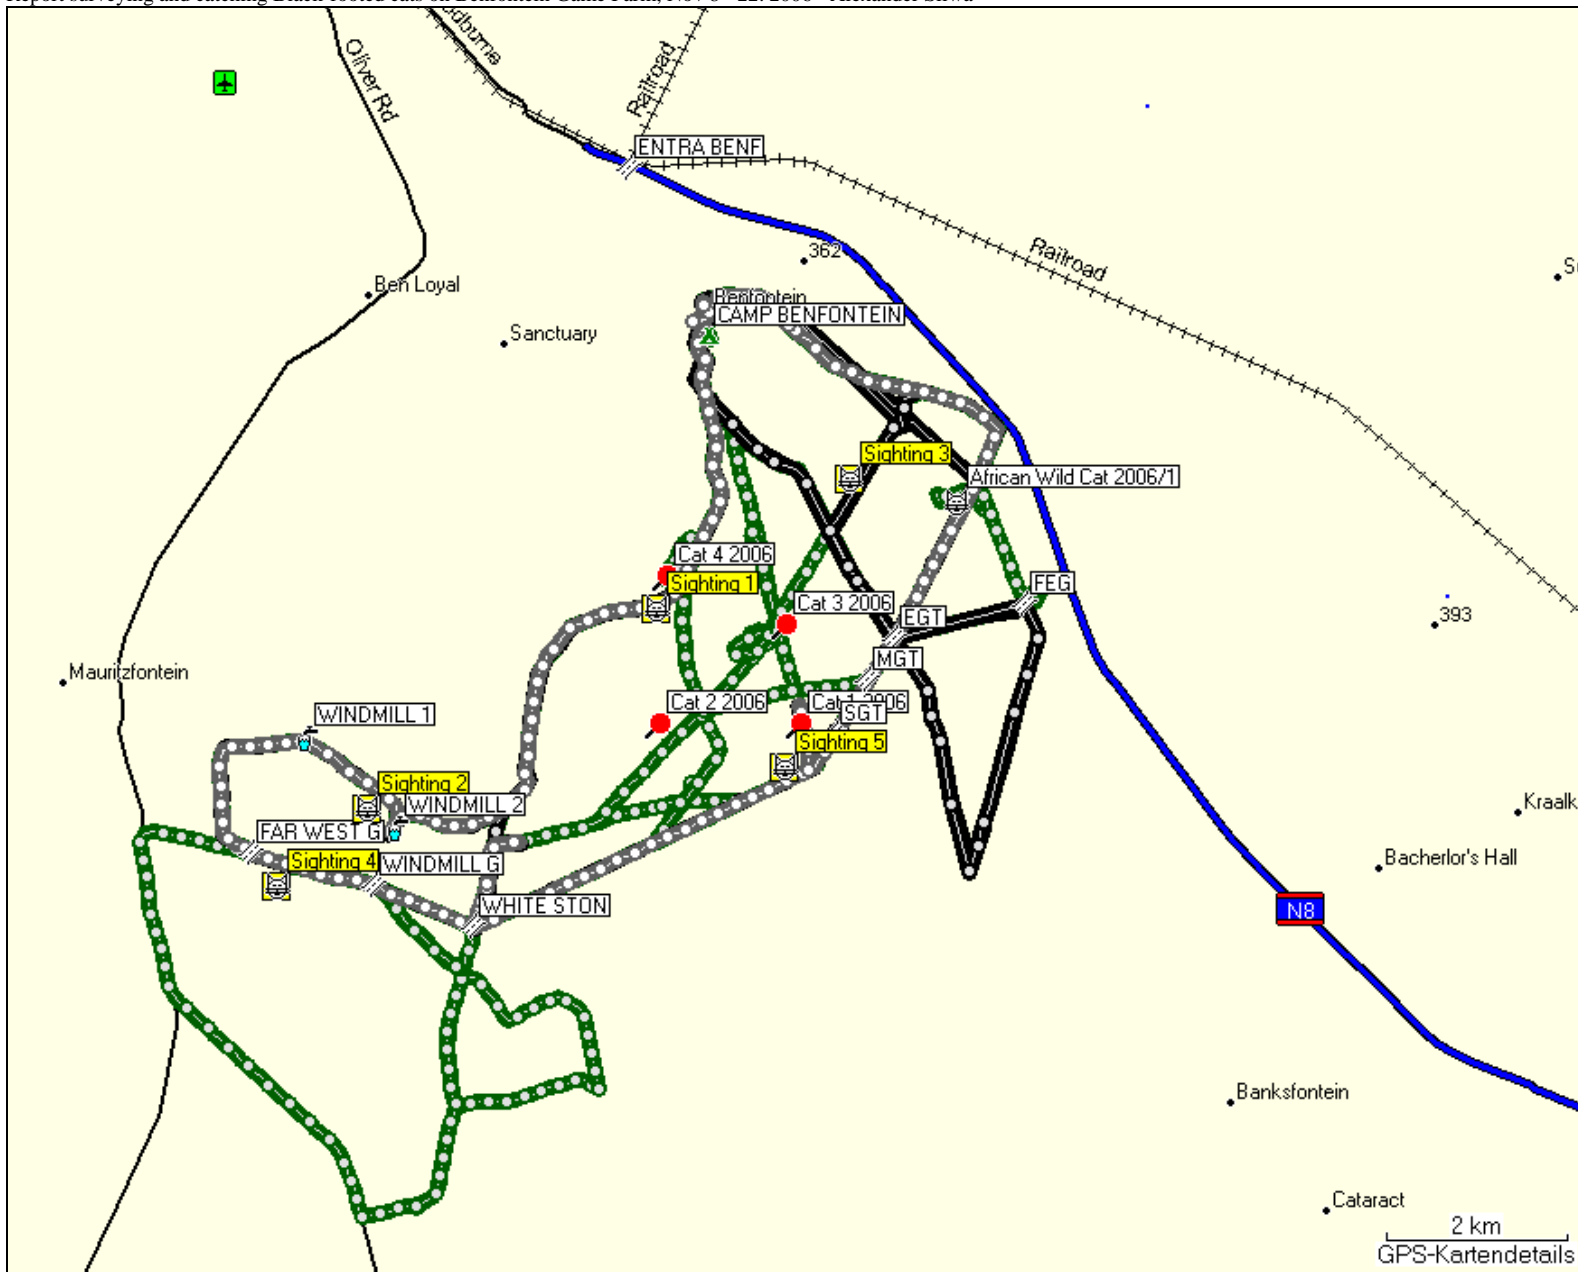 Oliver Rd
Railroad
ENTRA BENF
362
Railroad
Ben Loyal
Benfontein
CAMP BENFONTEIN
Sanctuary
Sighting 3
African Wild Cat 2006/1
Cat 4 2006
Sighting 1
FEG
Cat 3 2006
EGT
393
MGT
Mauritzfontein
Cat 2 2006
Cat 1 2006
WINDMILL 1
SGT
Sighting 5
Sighting 2
WINDMILL 2
Kraalk
FAR WEST G
Sighting 4
WINDMILL G
Bacherlor's Hall
WHITE STON
N8
Banksfontein
Cataract
2 km
GPS-Kartendetails